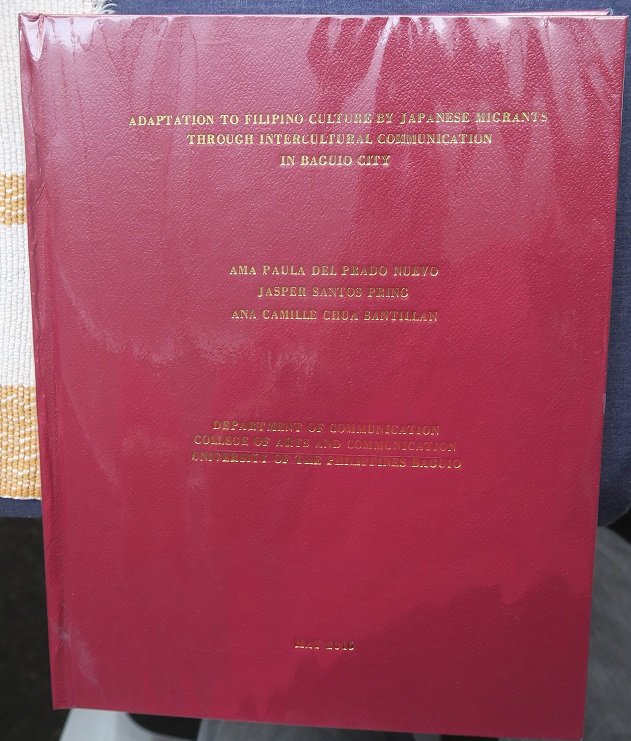 ADAPTATION TO FILIPINO CULTURE BY JAPANESE MIGRANTS
THROUGH INTERCULTURAL COMMUNICATION
IN BAGUIO CITY
AMA PAULA DEL PRADO NUEVO
JASPER SANTOS PRING
ANA CAMILLE CHUA SANTILLAN
DEPARTMENT OF COMMUNICATION
COLLEGE OF ARTS AND COMMUNICATION
UNIVERSITY OF THE PHILIPPINES BAGUIO
MAY 2015